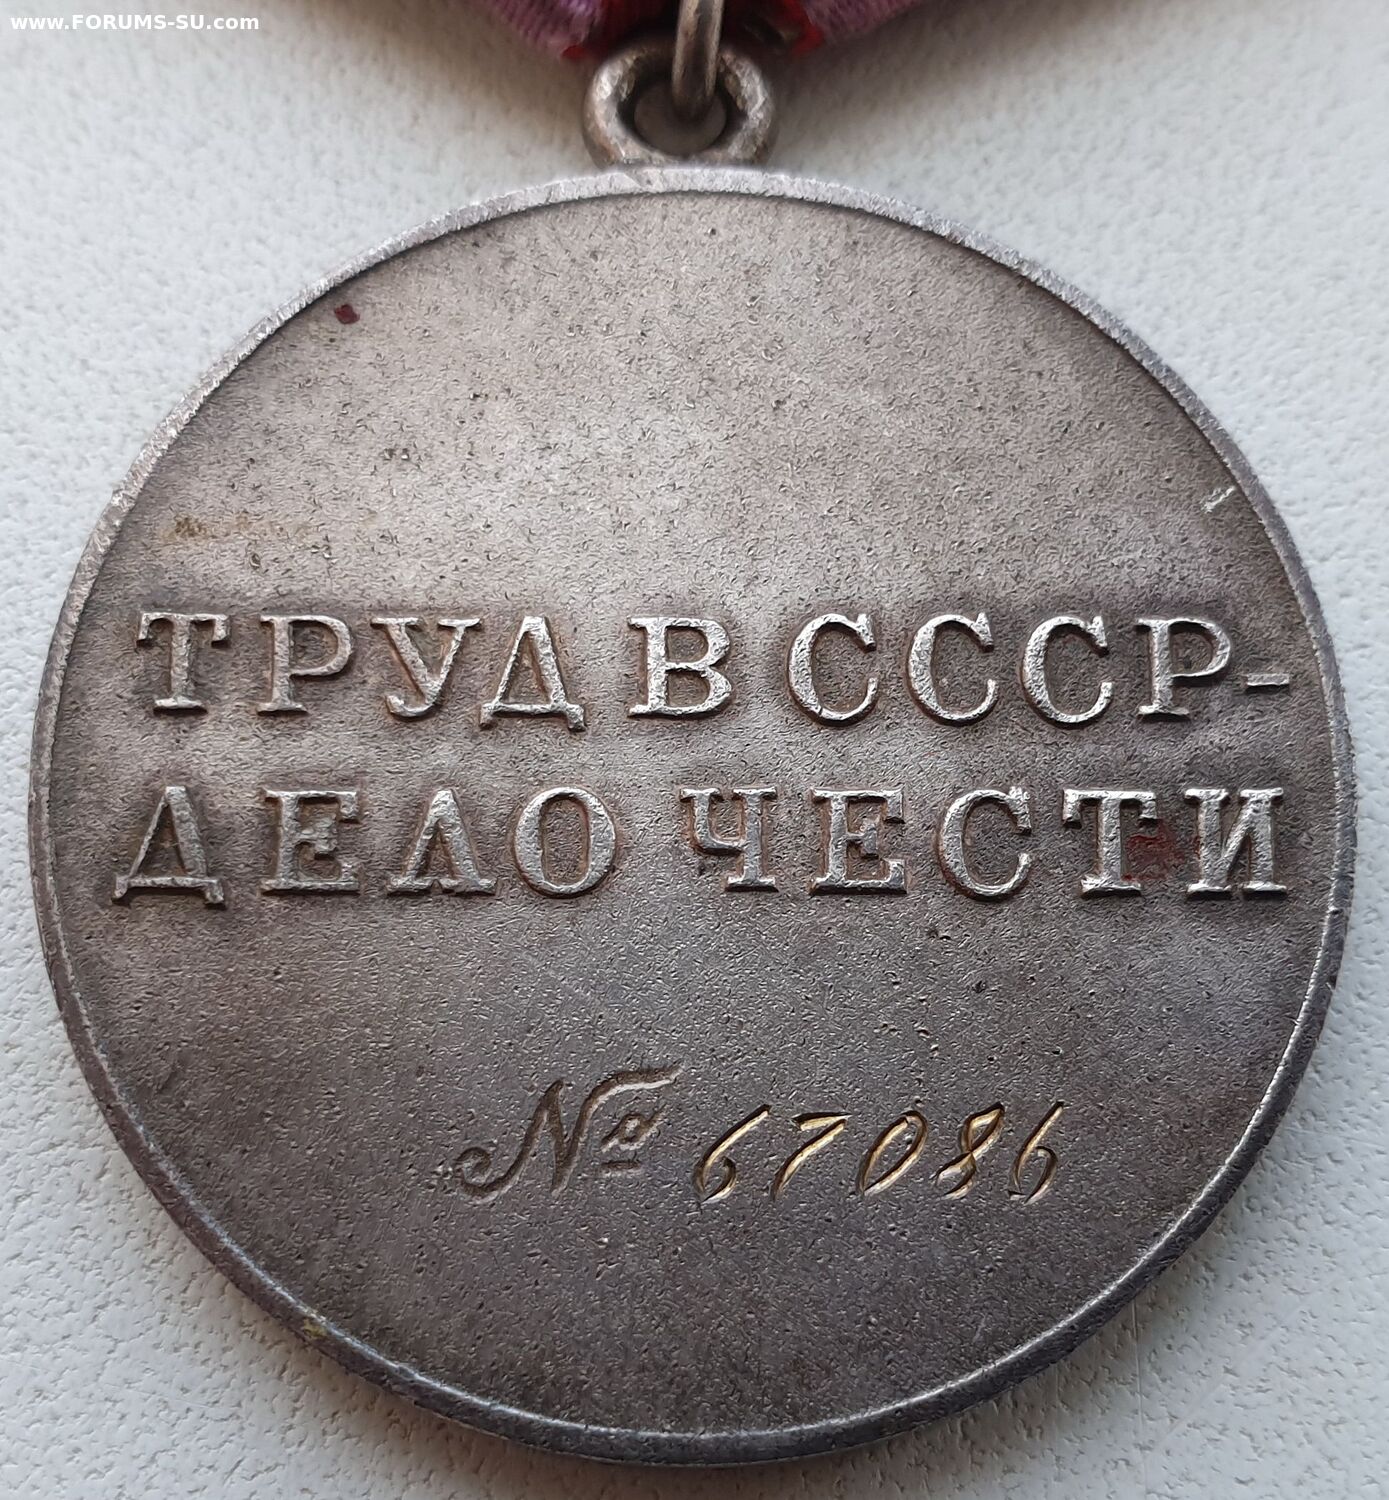 www.FORUMS-SU.com
ТРУД В СССР-
ДЕЛО ЧЕСТИ
№ 67086